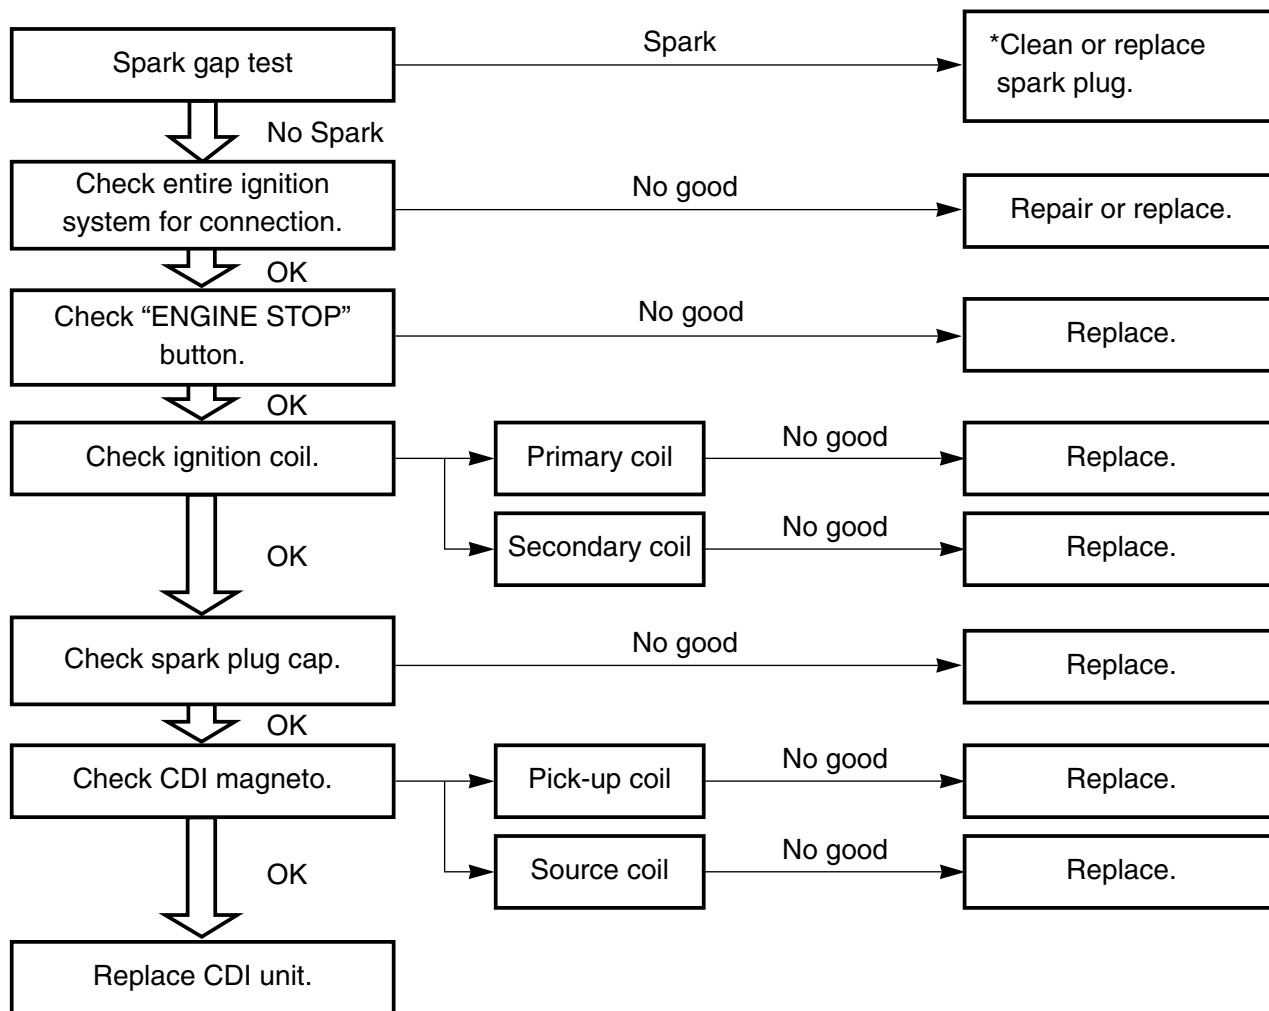 Spark gap test
Spark
*Clean or replace
spark plug.
No Spark
Check entire ignition
system for connection.
No good
Repair or replace.
OK
Check “ENGINE STOP”
button.
No good
Replace.
OK
Check ignition coil.
Primary coil
No good
Replace.
Secondary coil
No good
Replace.
OK
Check spark plug cap.
No good
Replace.
OK
Check CDI magneto.
Pick-up coil
No good
Replace.
Source coil
No good
Replace.
OK
Replace CDI unit.